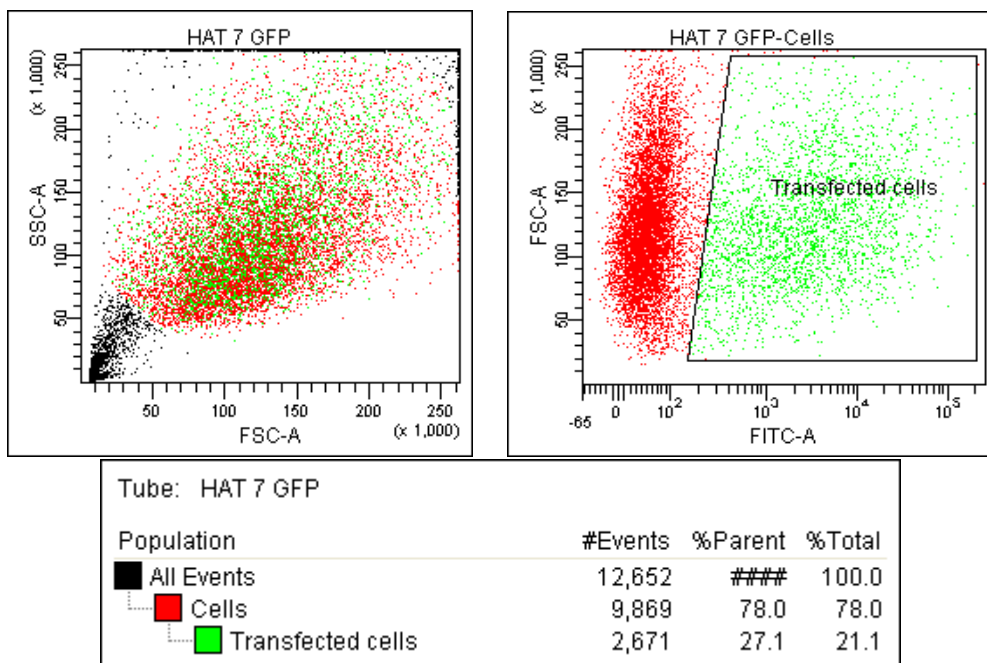 HAT 7 GFP
(x 1,000)
250
200
150
100
50
SSC-A
50 100 150 200 250
FSC-A
(x 1,000)
HAT 7 GFP-Cells
(x 1,000)
250
200
150
100
50
FSC-A
Transfected cells
-65 0 10² 10³ 10⁴ 10⁵
FITC-A
Tube: HAT 7 GFP
Population #Events %Parent %Total
All Events 12,652 #### 100.0
Cells 9,869 78.0 78.0
Transfected cells 2,671 27.1 21.1